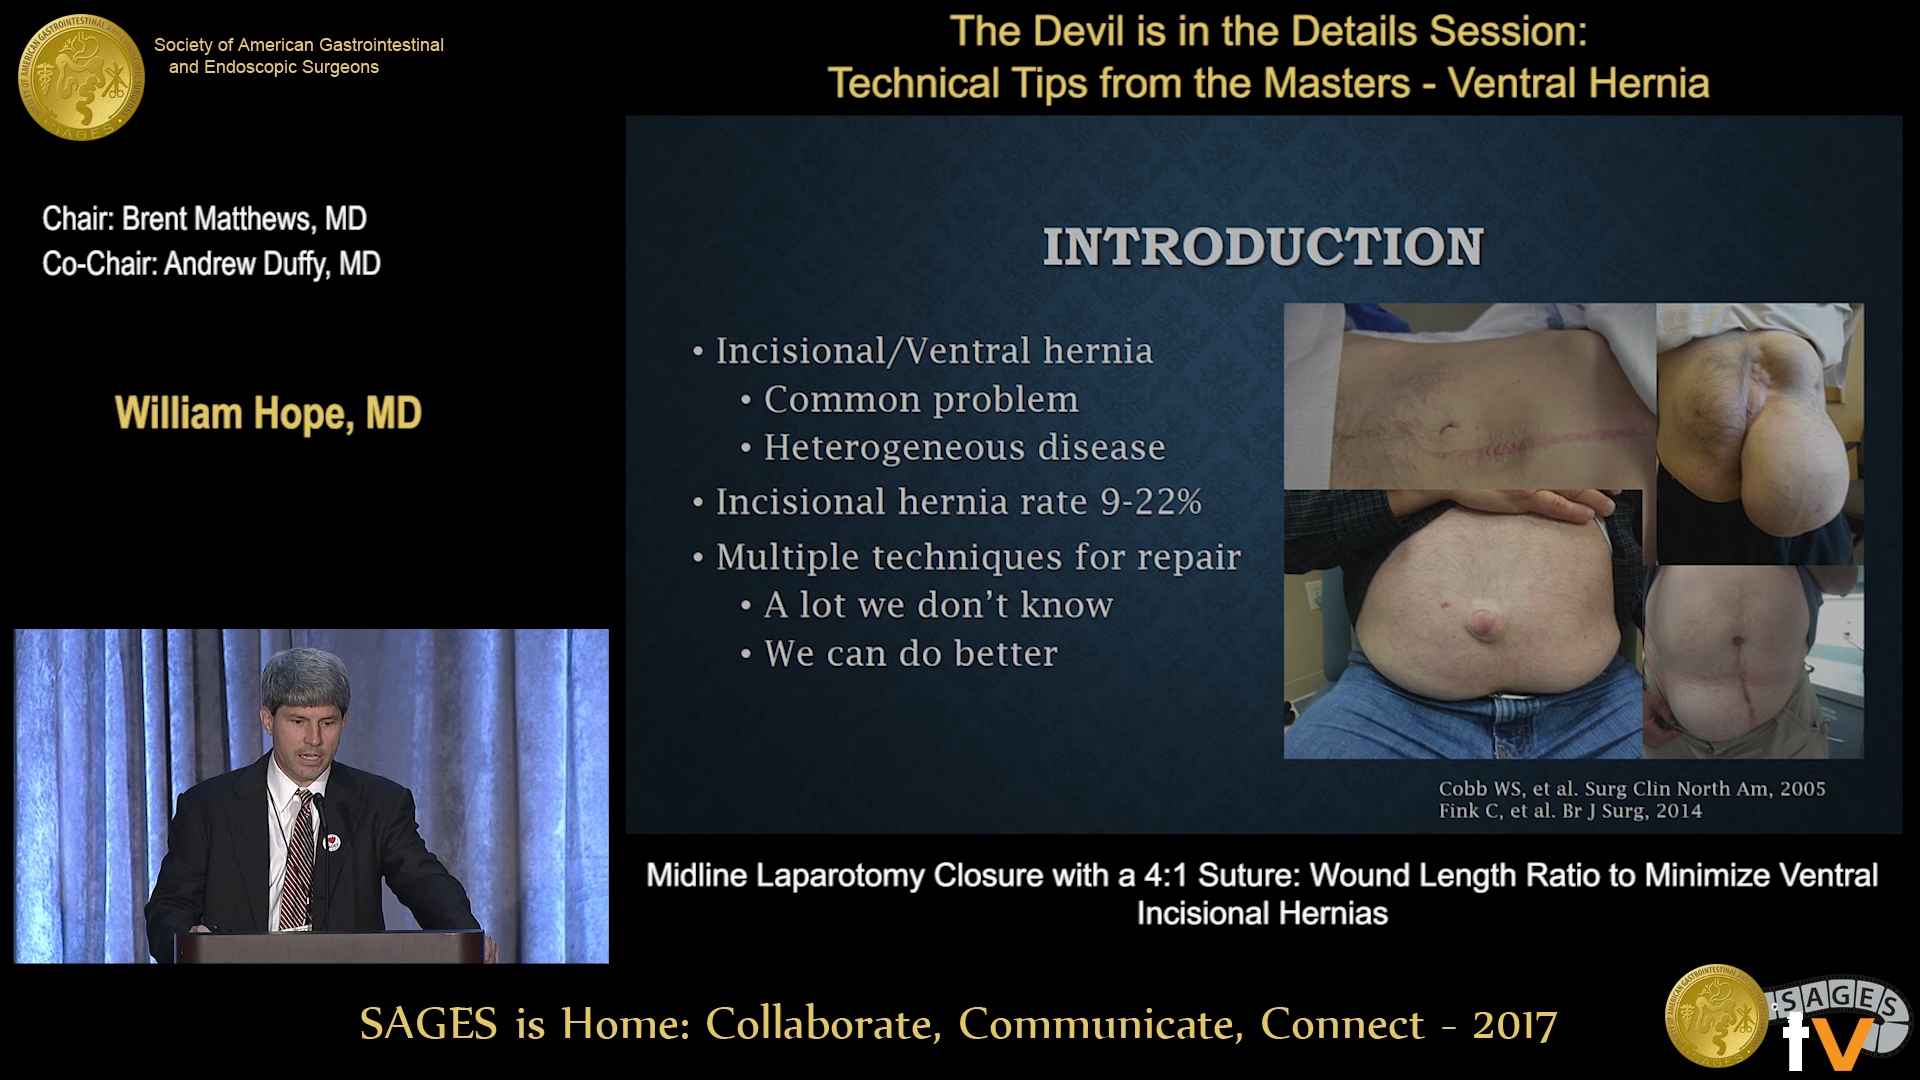 Society of American Gastrointestinal
and Endoscopic Surgeons
The Devil is in the Details Session:
Technical Tips from the Masters - Ventral Hernia
Chair: Brent Matthews, MD
Co-Chair: Andrew Duffy, MD
William Hope, MD
INTRODUCTION
• Incisional/Ventral hernia
• Common problem
• Heterogeneous disease
• Incisional hernia rate 9-22%
• Multiple techniques for repair
• A lot we don't know
• We can do better
Cobb WS, et al. Surg Clin North Am, 2005
Fink C, et al. Br J Surg, 2014
Midline Laparotomy Closure with a 4:1 Suture: Wound Length Ratio to Minimize Ventral
Incisional Hernias
SAGES is Home: Collaborate, Communicate, Connect - 2017
SAGES
SAGES
tv